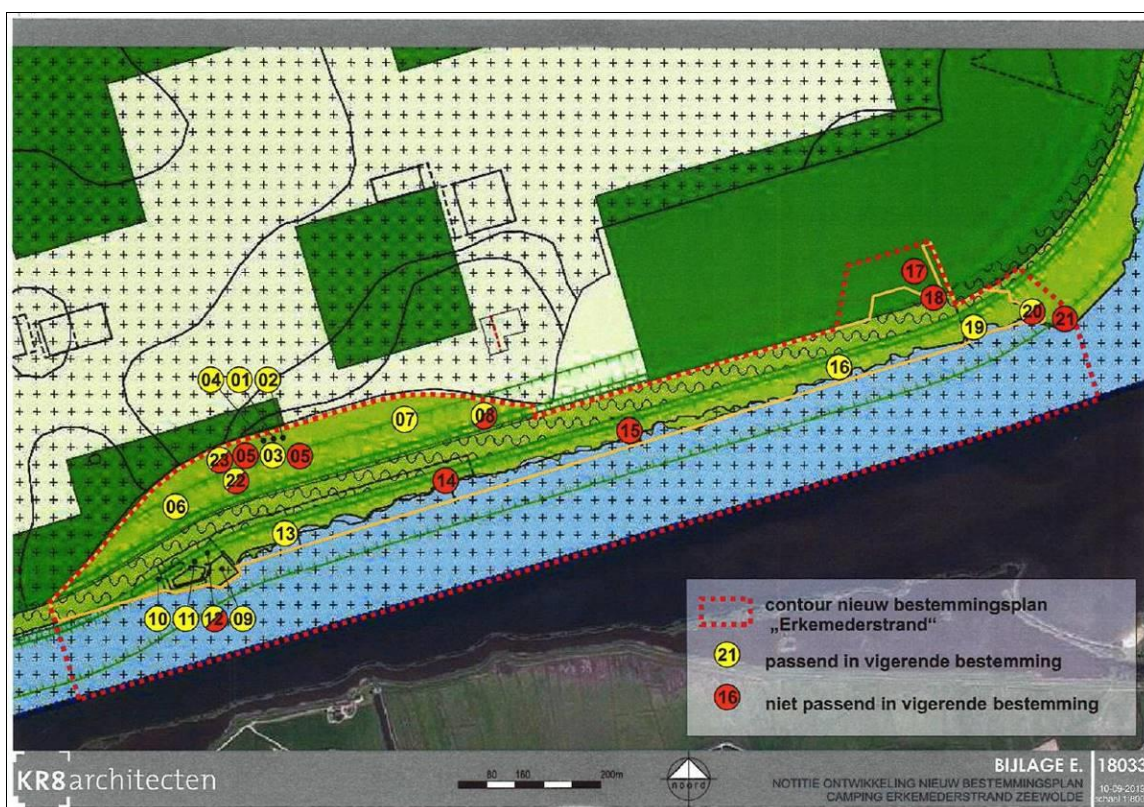 17
18
20
21
19
16
04 01 02
07
08
15
23 05 03 05
22
14
06
13
10 11 12 09
contour nieuw bestemmingsplan
„Erkemederstrand“
21 passend in vigerende bestemming
16 niet passend in vigerende bestemming
KR8architecten
80 160 200m
noord
BIJLAGE E.
18033
NOTITIE ONTWIKKELING NIEUW BESTEMMINGSPLAN
CAMPING ERKEMEDERSTRAND ZEEWOLDE